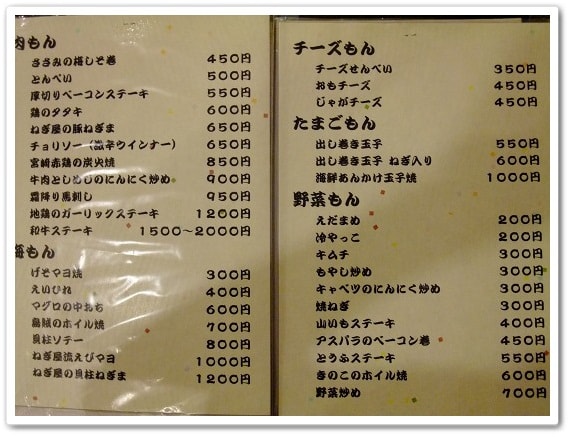 肉もん
ささみの梅しそ巻 450円
とんぺい 500円
厚切りベーコンステーキ 550円
鶏のタタキ 600円
ねぎ屋の豚ねぎま 650円
チョリソー(激辛ウインナー) 650円
宮崎赤鶏の炭火焼 850円
牛肉としめじのにんにく炒め 900円
霜降り馬刺し 950円
地鶏のガーリックステーキ 1200円
和牛ステーキ 1500〜2000円
海もん
げそマヨ焼 300円
えいひれ 400円
マグロの中おち 600円
烏賊のホイル焼 700円
貝柱ソテー 800円
ねぎ屋流えびマヨ 1000円
ねぎ屋の貝柱ねぎま 1200円
チーズもん
チーズせんべい 350円
おもチーズ 450円
じゃがチーズ 450円
たまごもん
出し巻き玉子 550円
出し巻き玉子 ねぎ入り 600円
海鮮あんかけ玉子焼 1000円
野菜もん
えだまめ 200円
冷やっこ 200円
キムチ 300円
もやし炒め 300円
キャベツのにんにく炒め 300円
焼ねぎ 300円
山いもステーキ 400円
アスパラのベーコン巻 450円
とうふステーキ 550円
きのこのホイル焼 600円
野菜炒め 700円